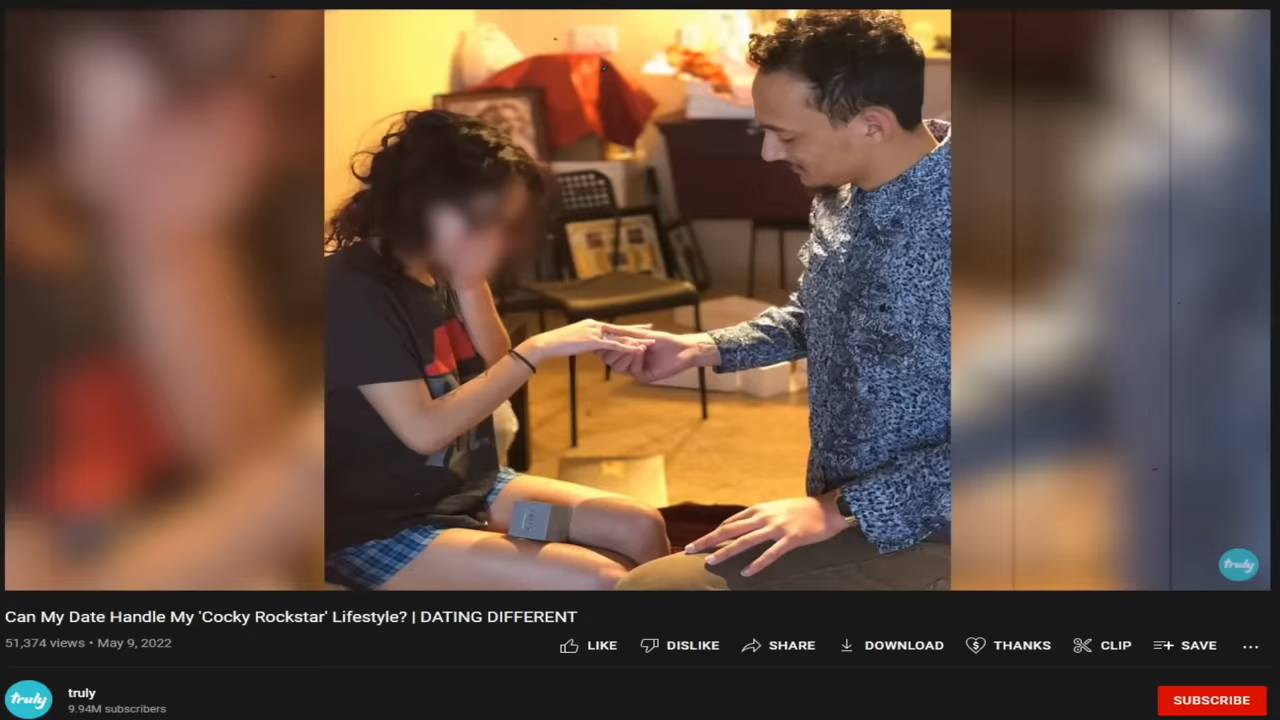 truly
Can My Date Handle My 'Cocky Rockstar' Lifestyle? | DATING DIFFERENT
51,374 views • May 9, 2022
LIKE
DISLIKE
SHARE
DOWNLOAD
THANKS
CLIP
SAVE
truly
truly
9.94M subscribers
SUBSCRIBE